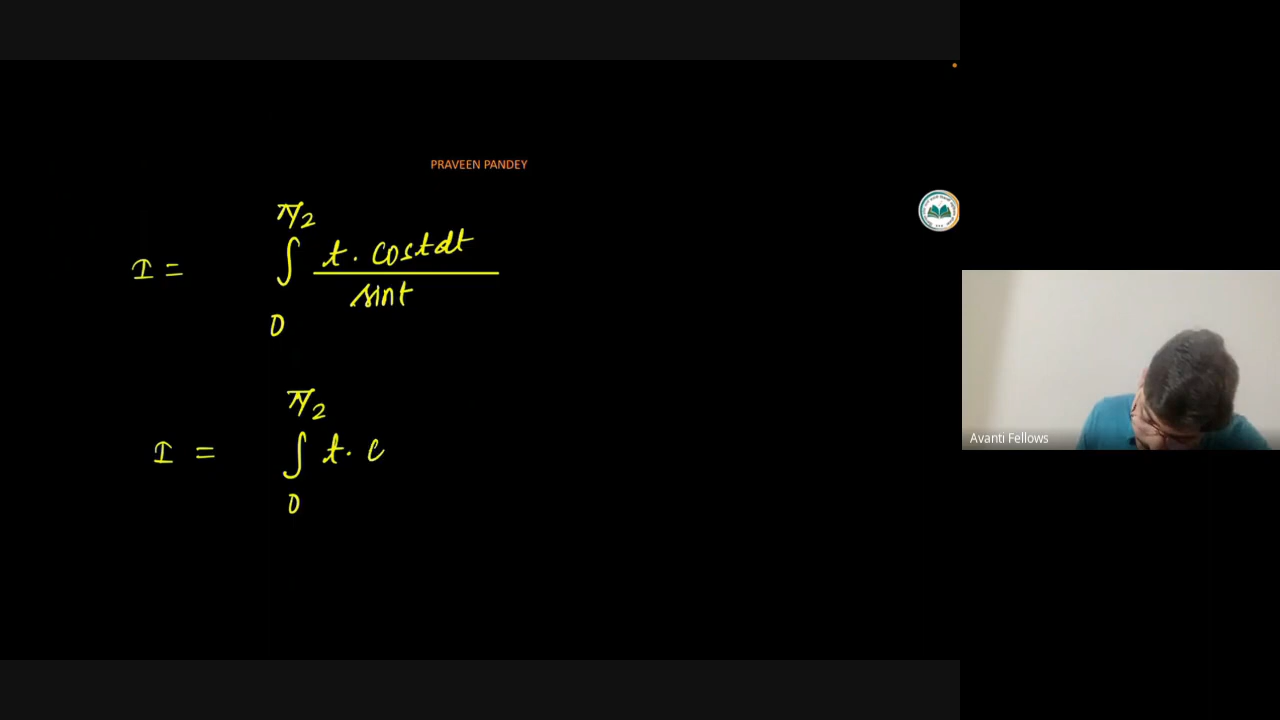 PRAVEEN PANDEY
I = ∫₀^{π/2} t. cost dt / sint
I = ∫₀^{π/2} t. c
Avanti Fellows